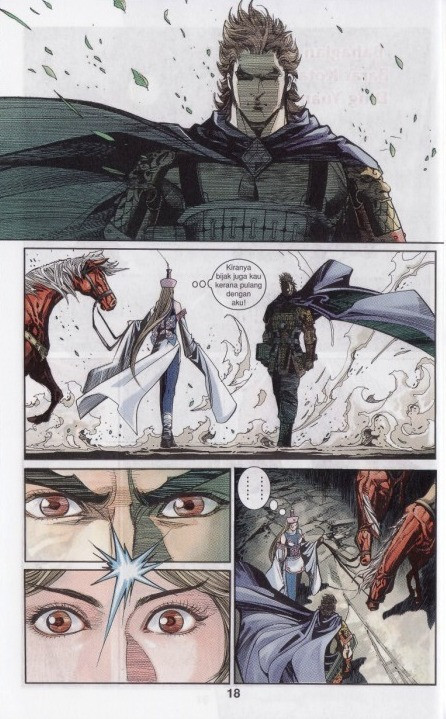 Kiranya
bijak juga kau
kerana pulang
dengan
aku!
18